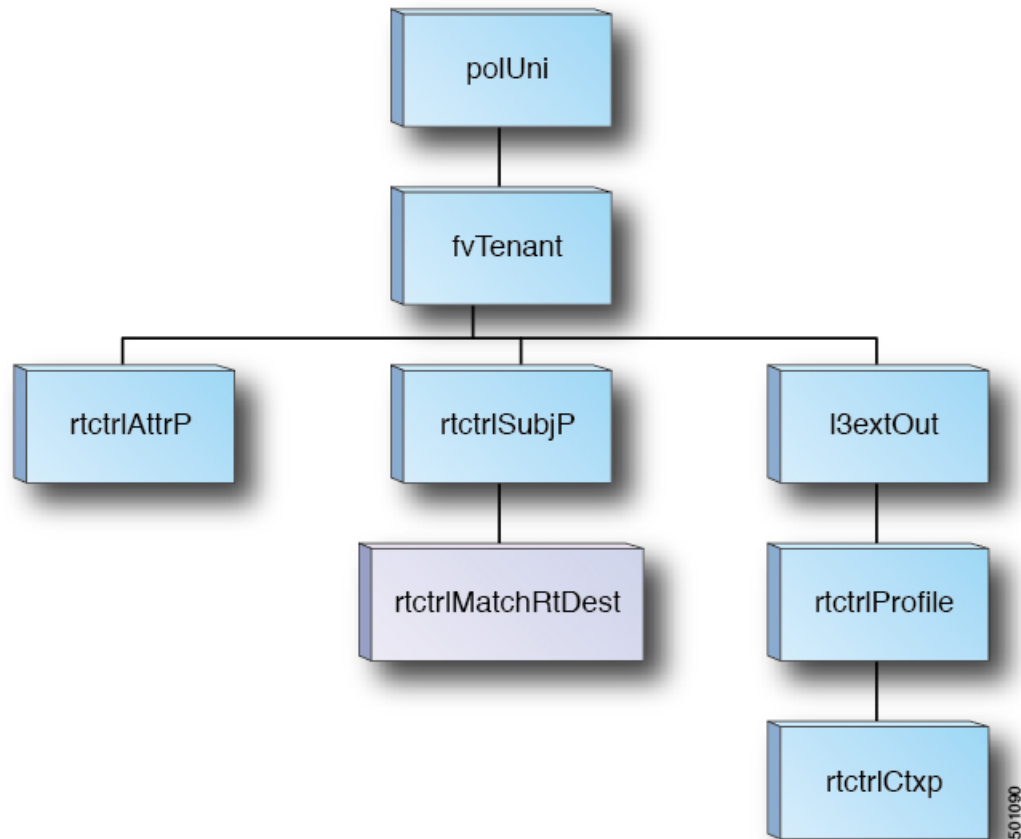 polUni
fvTenant
rtctrlAttrP
rtctrlSubjP
l3extOut
rtctrlMatchRtDest
rtctrlProfile
rtctrlCtxp
501090